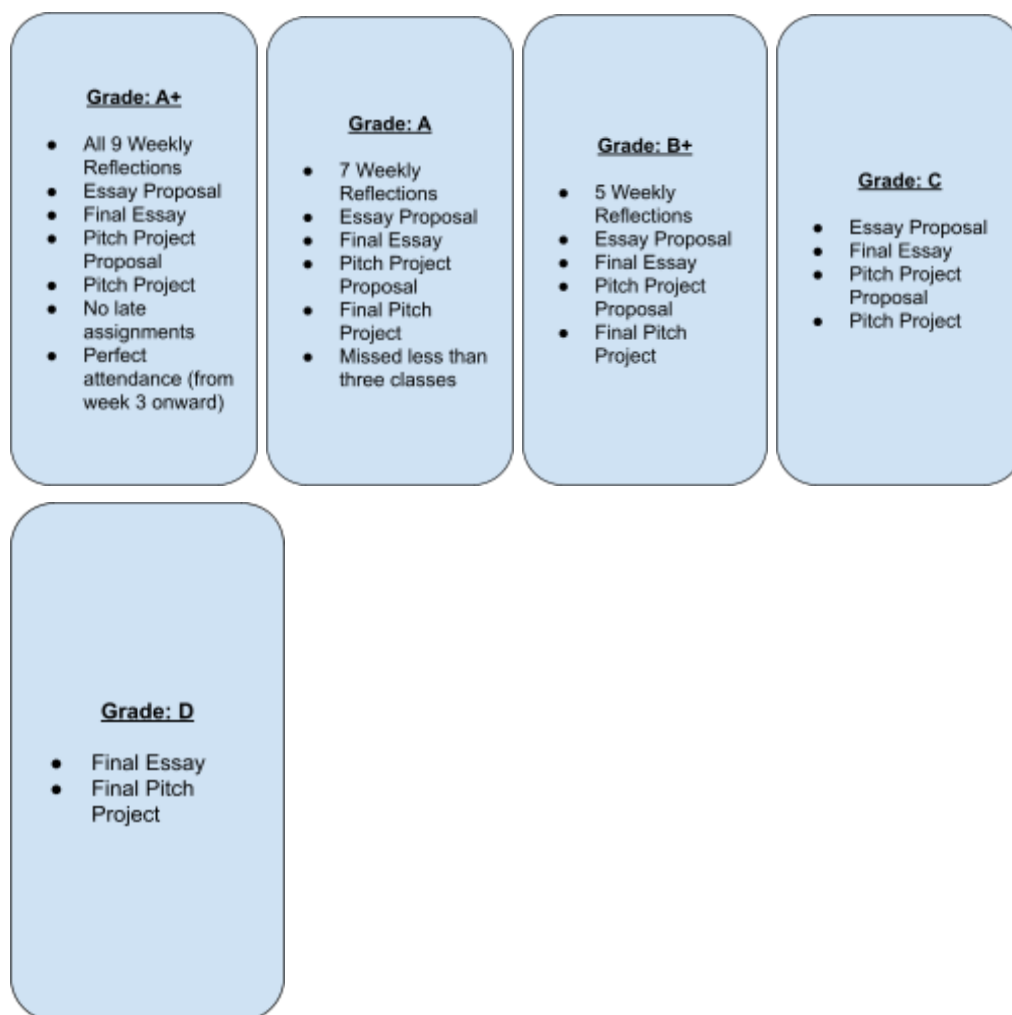 Grade: A+
● All 9 Weekly
Reflections
● Essay Proposal
● Final Essay
● Pitch Project
Proposal
● Pitch Project
● No late
assignments
● Perfect
attendance (from
week 3 onward)
Grade: A
● 7 Weekly
Reflections
● Essay Proposal
● Final Essay
● Pitch Project
Proposal
● Final Pitch
Project
● Missed less than
three classes
Grade: B+
● 5 Weekly
Reflections
● Essay Proposal
● Final Essay
● Pitch Project
Proposal
● Final Pitch
Project
Grade: C
● Essay Proposal
● Final Essay
● Pitch Project
Proposal
● Pitch Project
Grade: D
● Final Essay
● Final Pitch
Project